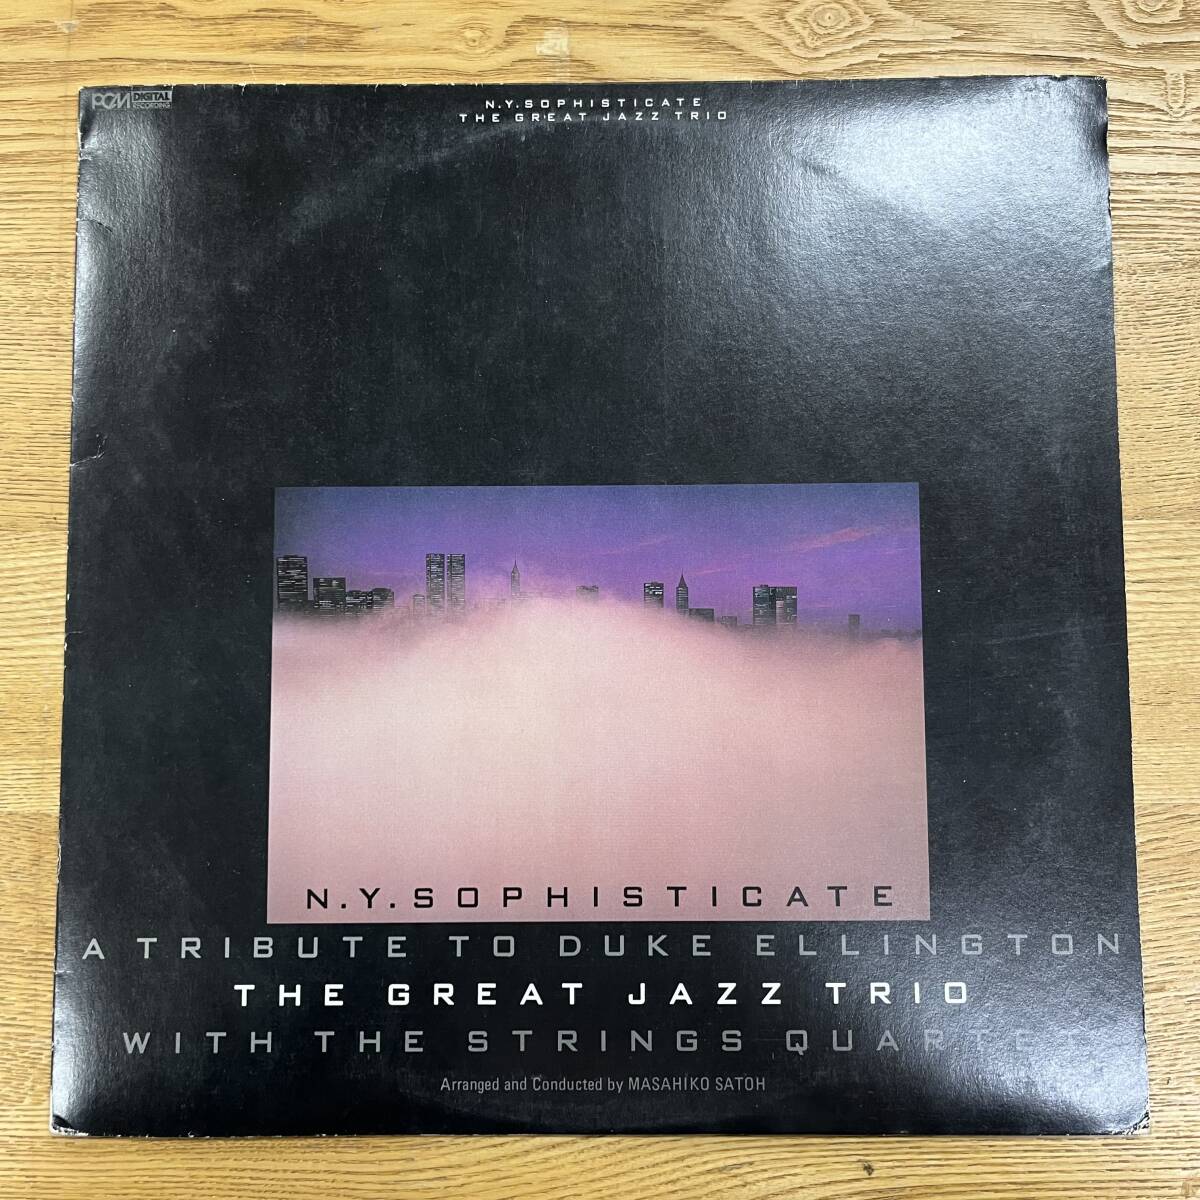 PCM DIGITAL RECORDING
N.Y.SOPHISTICATE
THE GREAT JAZZ TRIO
N.Y.SOPHISTICATE
A TRIBUTE TO DUKE ELLINGTON
THE GREAT JAZZ TRIO
WITH THE STRINGS QUARTET
Arranged and Conducted by MASAHIKO SATOH